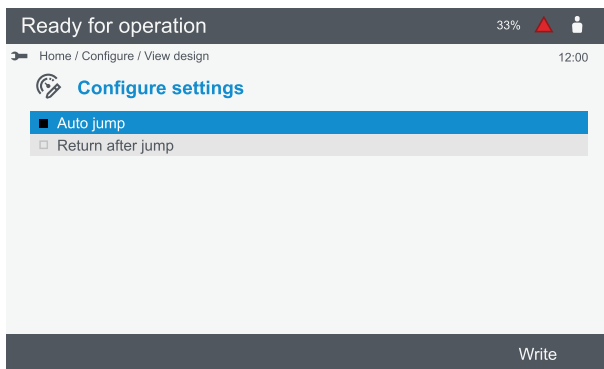 Ready for operation
33%
Home / Configure / View design
12:00
Configure settings
Auto jump
Return after jump
Write